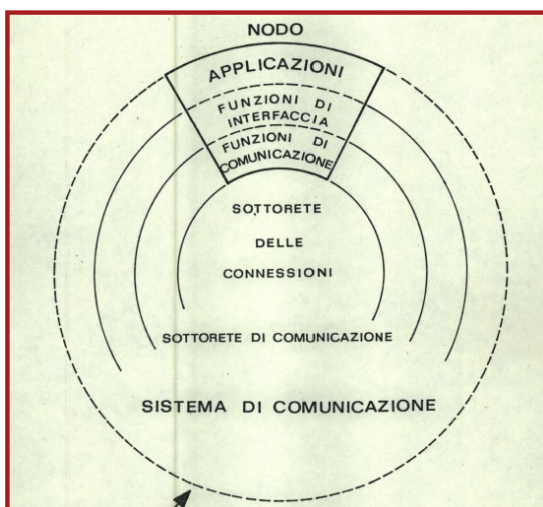 NODO
APPLICAZIONI
FUNZIONI DI
INTERFACCIA
FUNZIONI DI
COMUNICAZIONE
SOTTORETE
DELLE
CONNESSIONI
SOTTORETE DI COMUNICAZIONE
SISTEMA DI COMUNICAZIONE